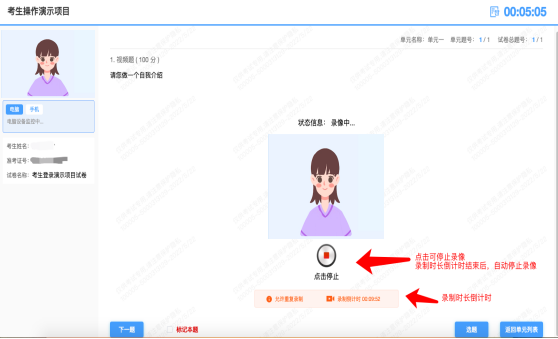 考生操作演示项目
00:05:05
单元名称: 单元一 单元题号: 1/1 试卷总题号: 1/1
1. 视频题 ( 100 分 )
请您做一个自我介绍
电脑 手机
电脑设备监控中...
考生姓名:
准考证号:
试卷名称: 考生登录演示项目试卷
状态信息: 录像中...
点击停止
点击可停止录像
录制时长倒计时结束后，自动停止录像
允许重复录制 录制倒计时 00:09:52
录制时长倒计时
下一题 标记本题 选题 返回单元列表